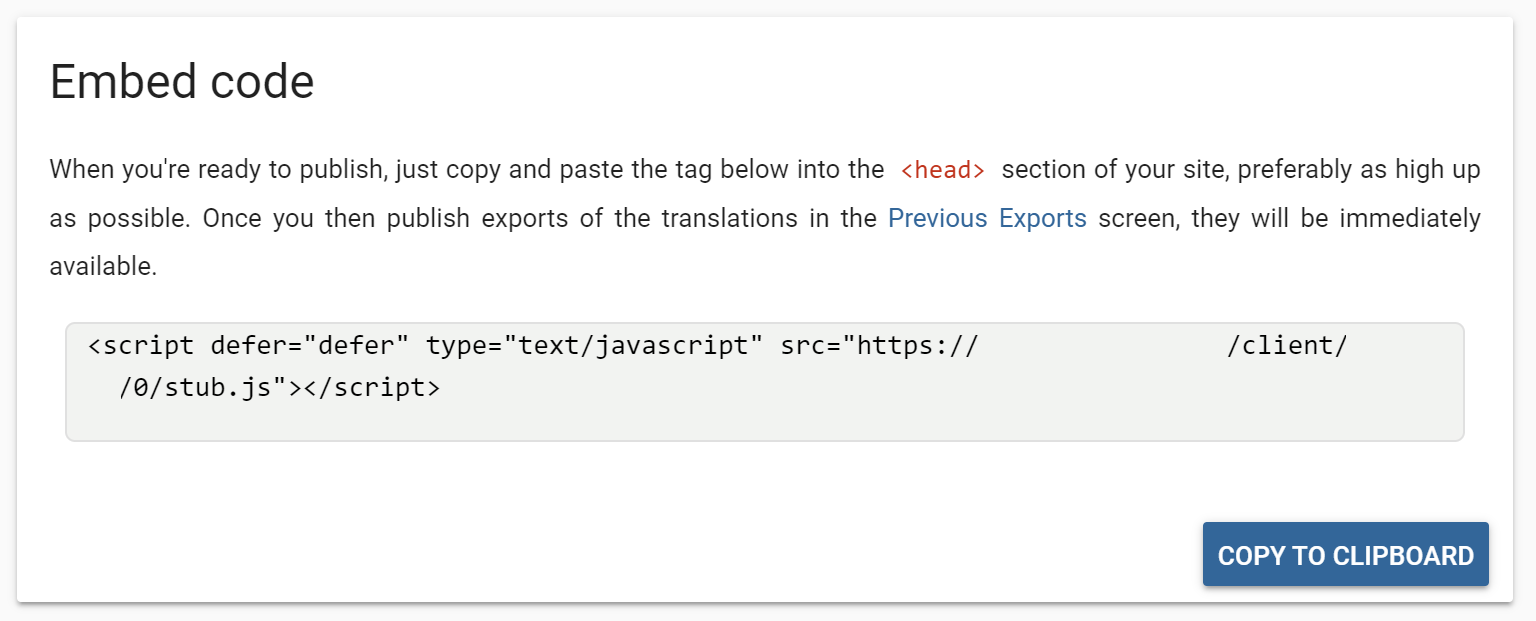 Embed code
When you're ready to publish, just copy and paste the tag below into the <head> section of your site, preferably as high up
as possible. Once you then publish exports of the translations in the Previous Exports screen, they will be immediately
available.
<script defer="defer" type="text/javascript" src="https:// /client/
/0/stub.js"></script>
COPY TO CLIPBOARD